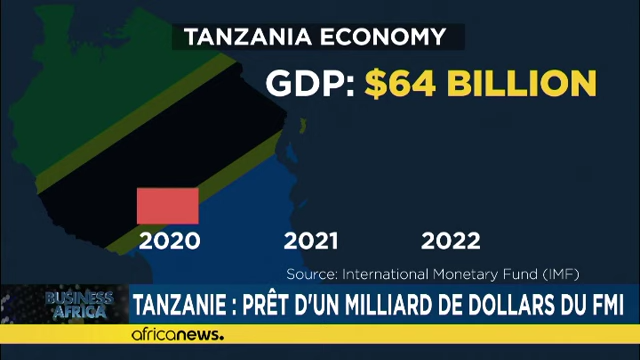 TANZANIA ECONOMY
GDP: $64 BILLION
2020 2021 2022
Source: International Monetary Fund (IMF)
BUSINESS
AFRICA
TANZANIE : PRÊT D'UN MILLIARD DE DOLLARS DU FMI
africanews.